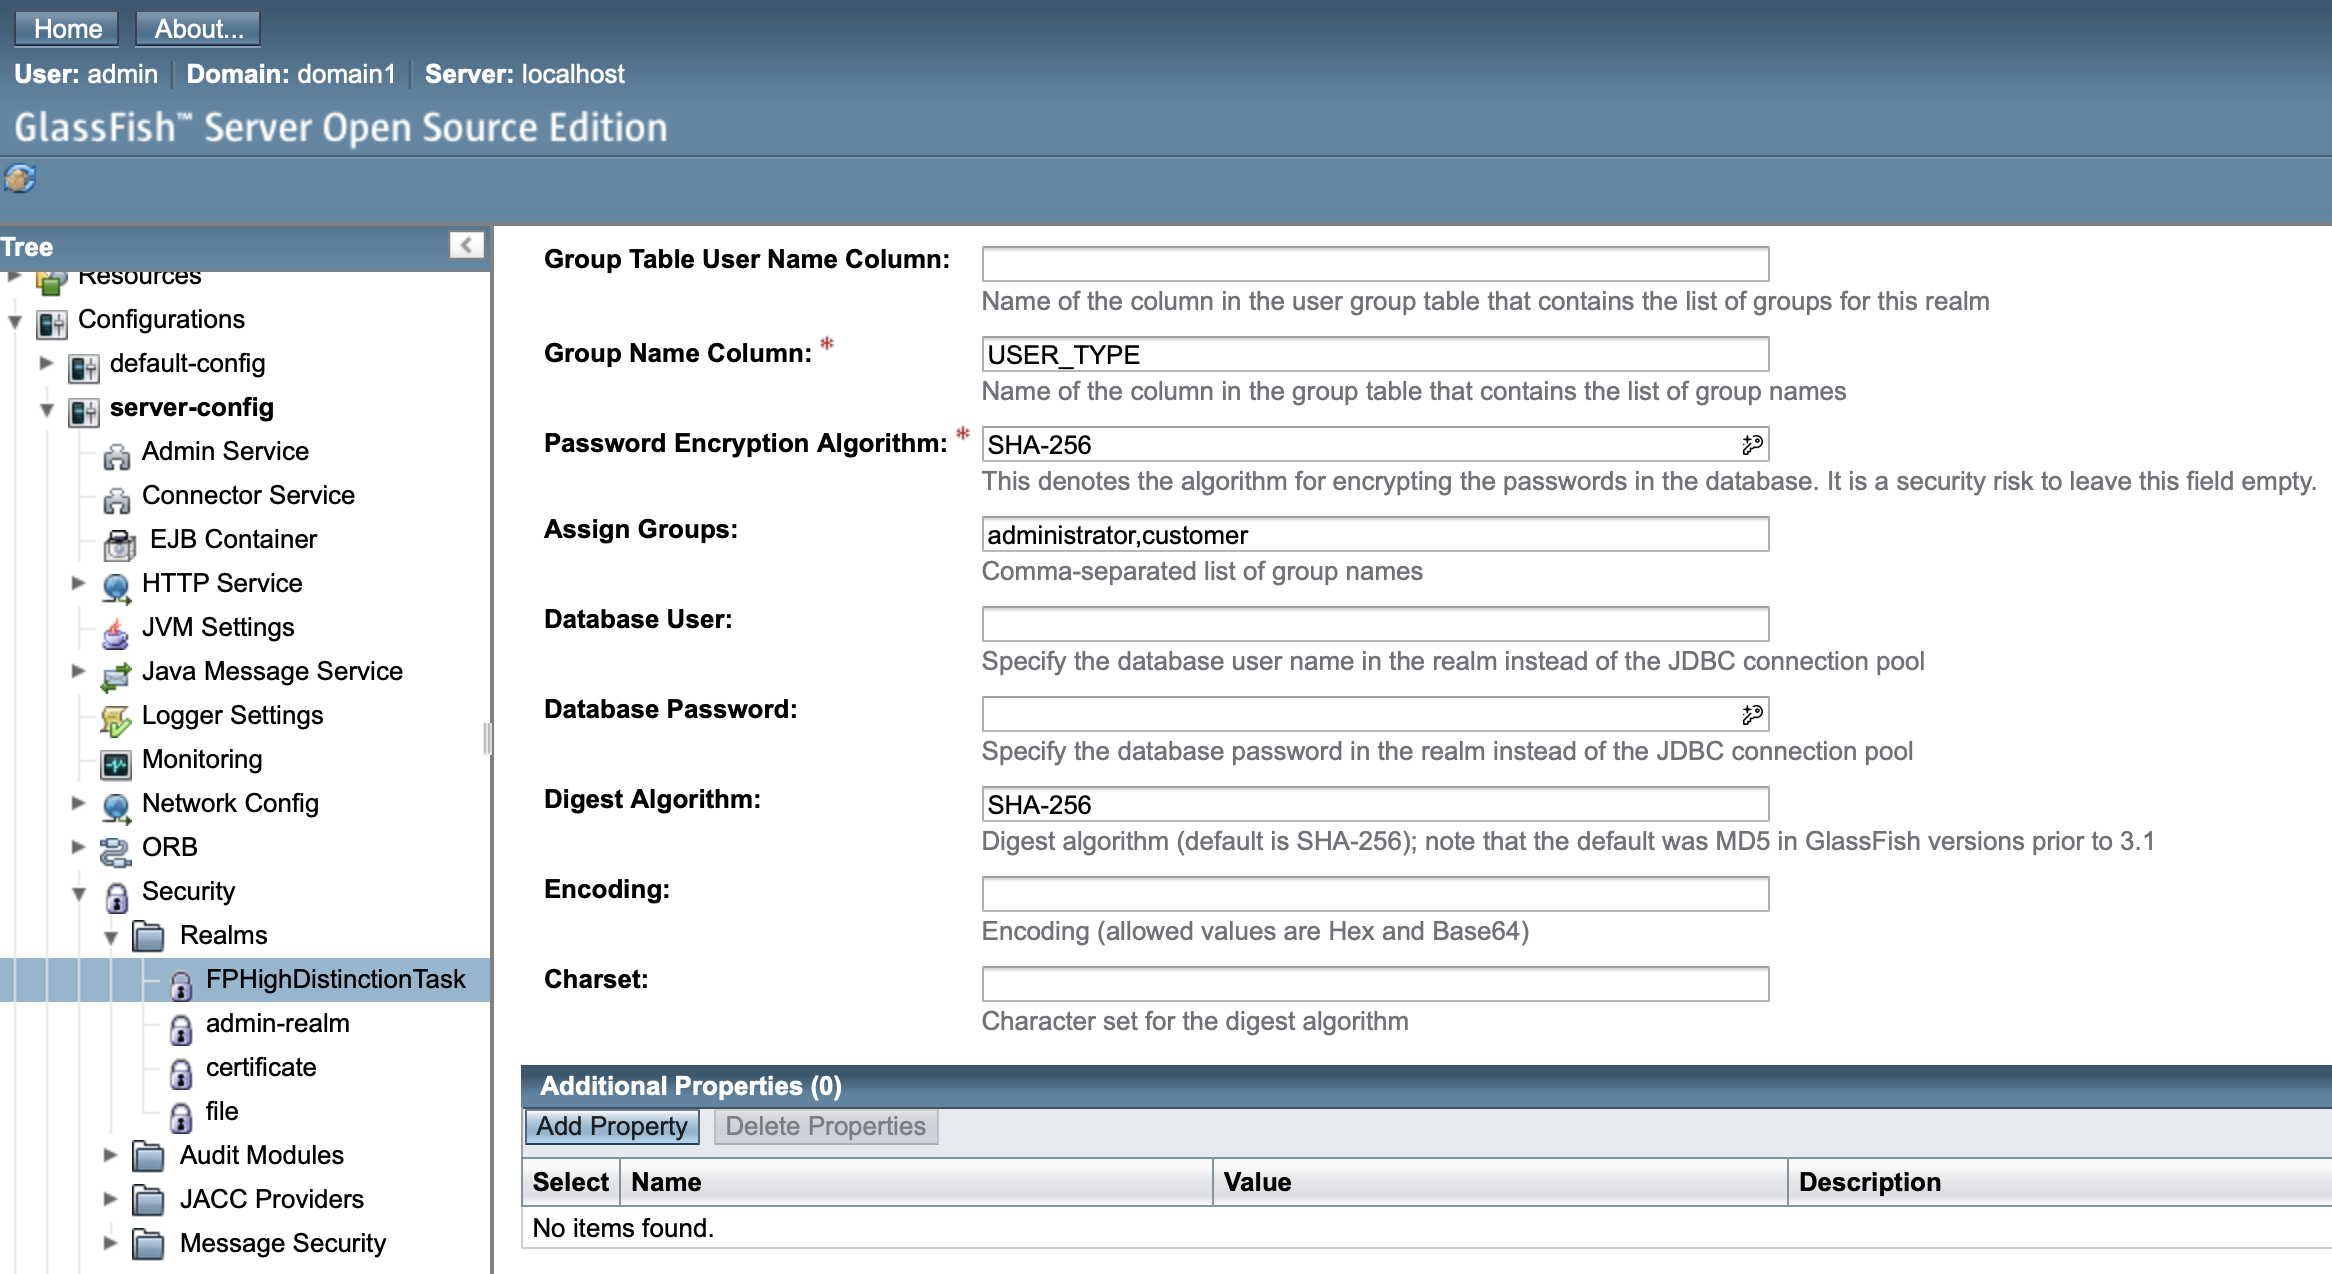 Home About...
User: admin Domain: domain1 Server: localhost
GlassFish™ Server Open Source Edition
Tree
Resources
Configurations
default-config
server-config
Admin Service
Connector Service
EJB Container
HTTP Service
JVM Settings
Java Message Service
Logger Settings
Monitoring
Network Config
ORB
Security
Realms
FPHighDistinctionTask
admin-realm
certificate
file
Audit Modules
JACC Providers
Message Security
Group Table User Name Column:
Name of the column in the user group table that contains the list of groups for this realm
Group Name Column: * USER_TYPE
Name of the column in the group table that contains the list of group names
Password Encryption Algorithm: * SHA-256
This denotes the algorithm for encrypting the passwords in the database. It is a security risk to leave this field empty.
Assign Groups: administrator,customer
Comma-separated list of group names
Database User:
Specify the database user name in the realm instead of the JDBC connection pool
Database Password:
Specify the database password in the realm instead of the JDBC connection pool
Digest Algorithm: SHA-256
Digest algorithm (default is SHA-256); note that the default was MD5 in GlassFish versions prior to 3.1
Encoding:
Encoding (allowed values are Hex and Base64)
Charset:
Character set for the digest algorithm
Additional Properties (0)
Add Property Delete Properties
Select Name Value Description
No items found.